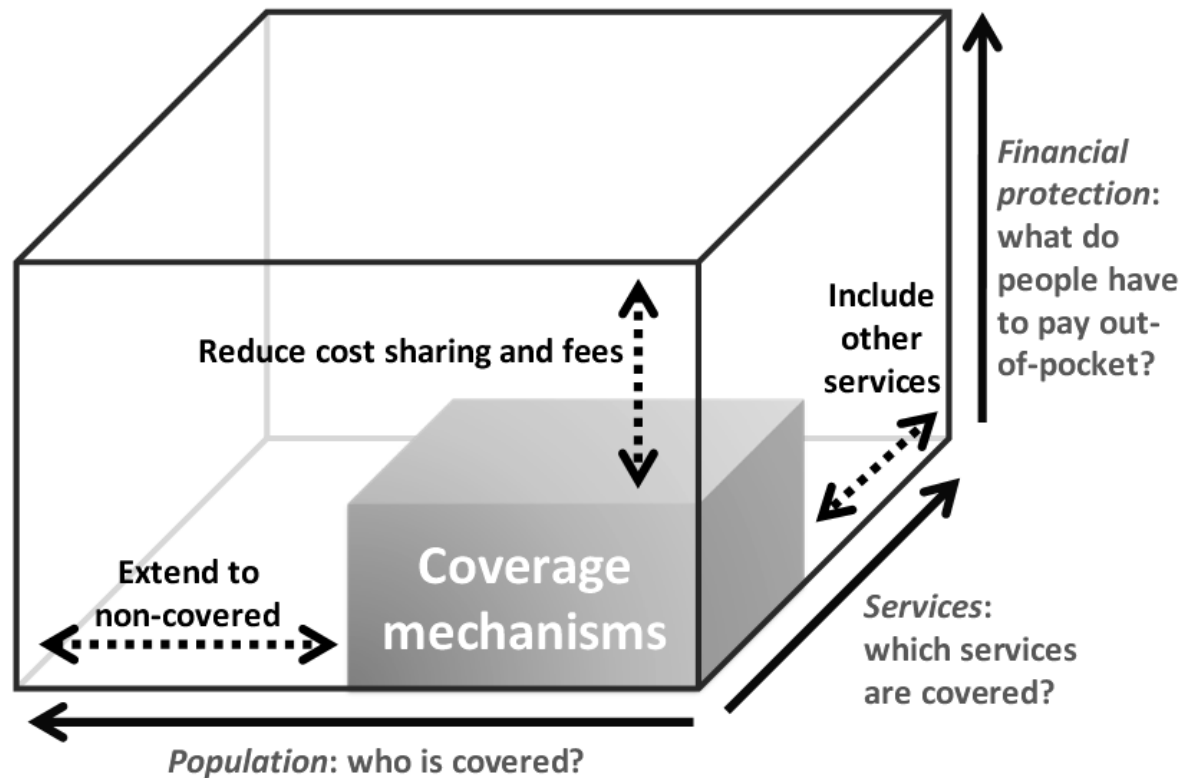 Financial
protection:
what do
people have
to pay out-
of-pocket?
Include
other
services
Reduce cost sharing and fees
Coverage
mechanisms
Extend to
non-covered
Services:
which services
are covered?
Population: who is covered?